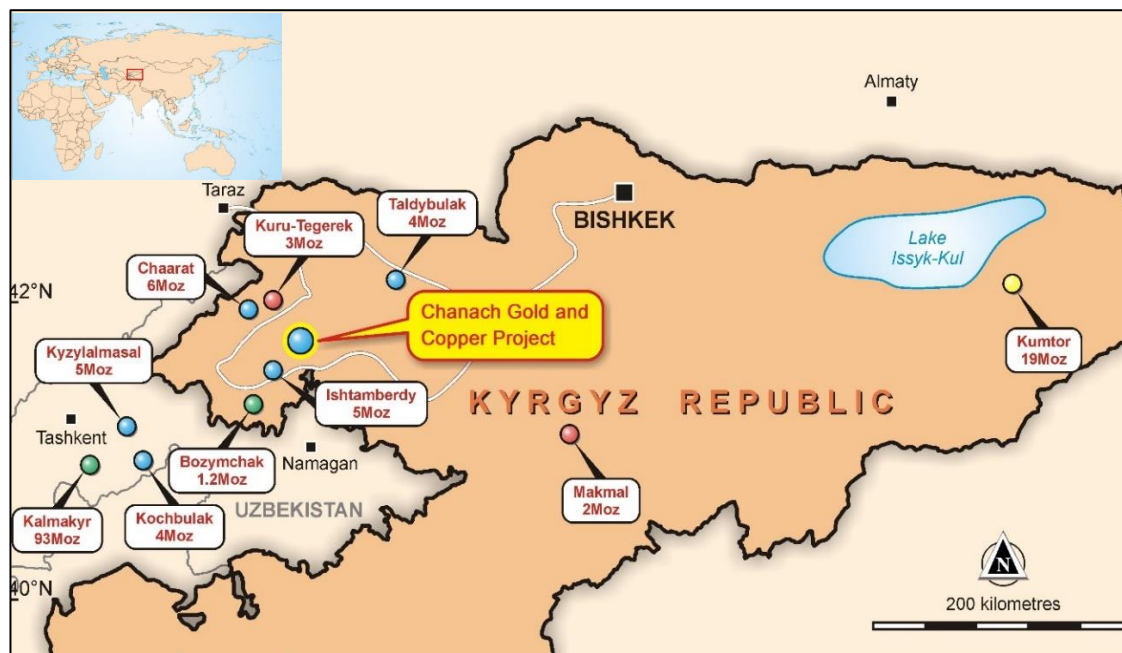 Almaty
Taraz
Taldybulak
4Moz
BISHKEK
Kuru-Tegerek
3Moz
Lake
Issyk-Kul
Chaarat
6Moz
42°N
Chanach Gold and
Copper Project
Kumtor
19Moz
Kyzylalmasal
5Moz
Ishtamberdy
5Moz
KYRGYZ REPUBLIC
Tashkent
Bozymchak
1.2Moz
Namagan
Makmal
2Moz
UZBEKISTAN
Kalmakyr
93Moz
Kochbulak
4Moz
N
40°N
200 kilometres